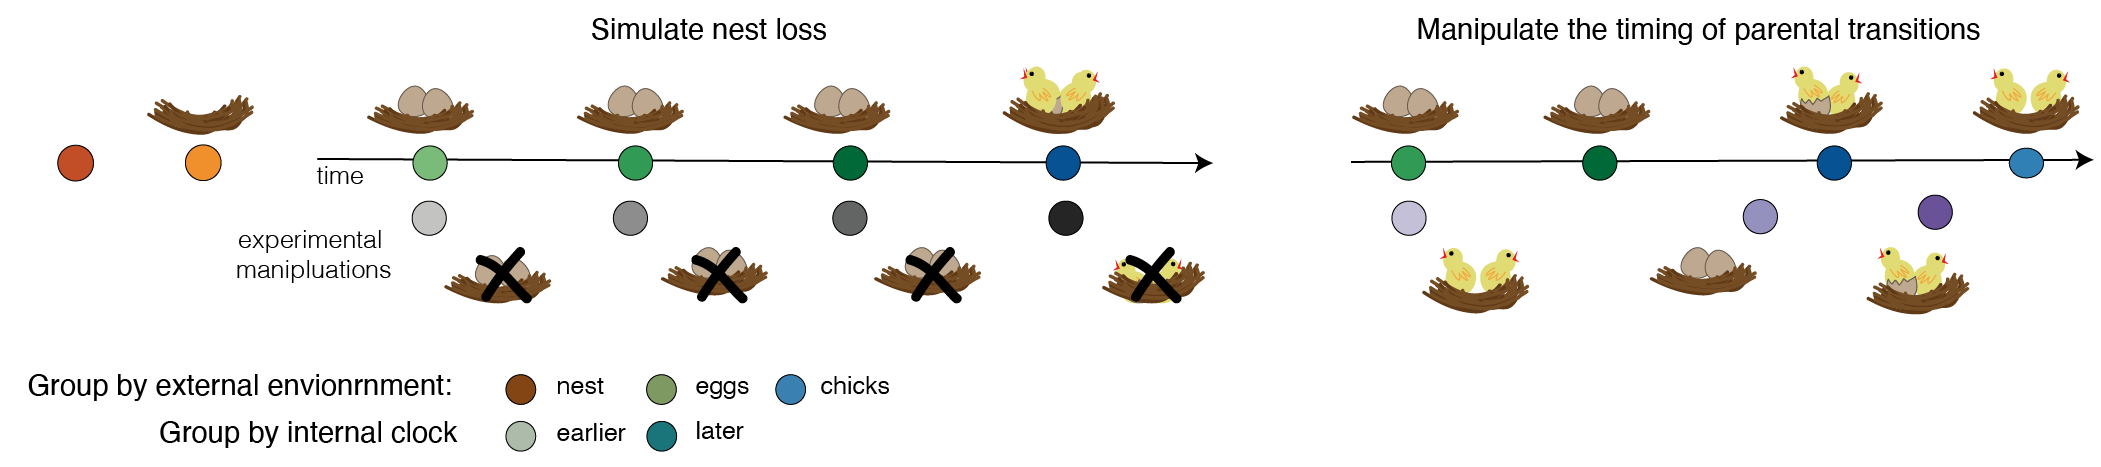 Simulate nest loss
Manipulate the timing of parental transitions
time
experimental
manipluations
Group by external envionrnment:
nest
eggs
chicks
Group by internal clock
earlier
later